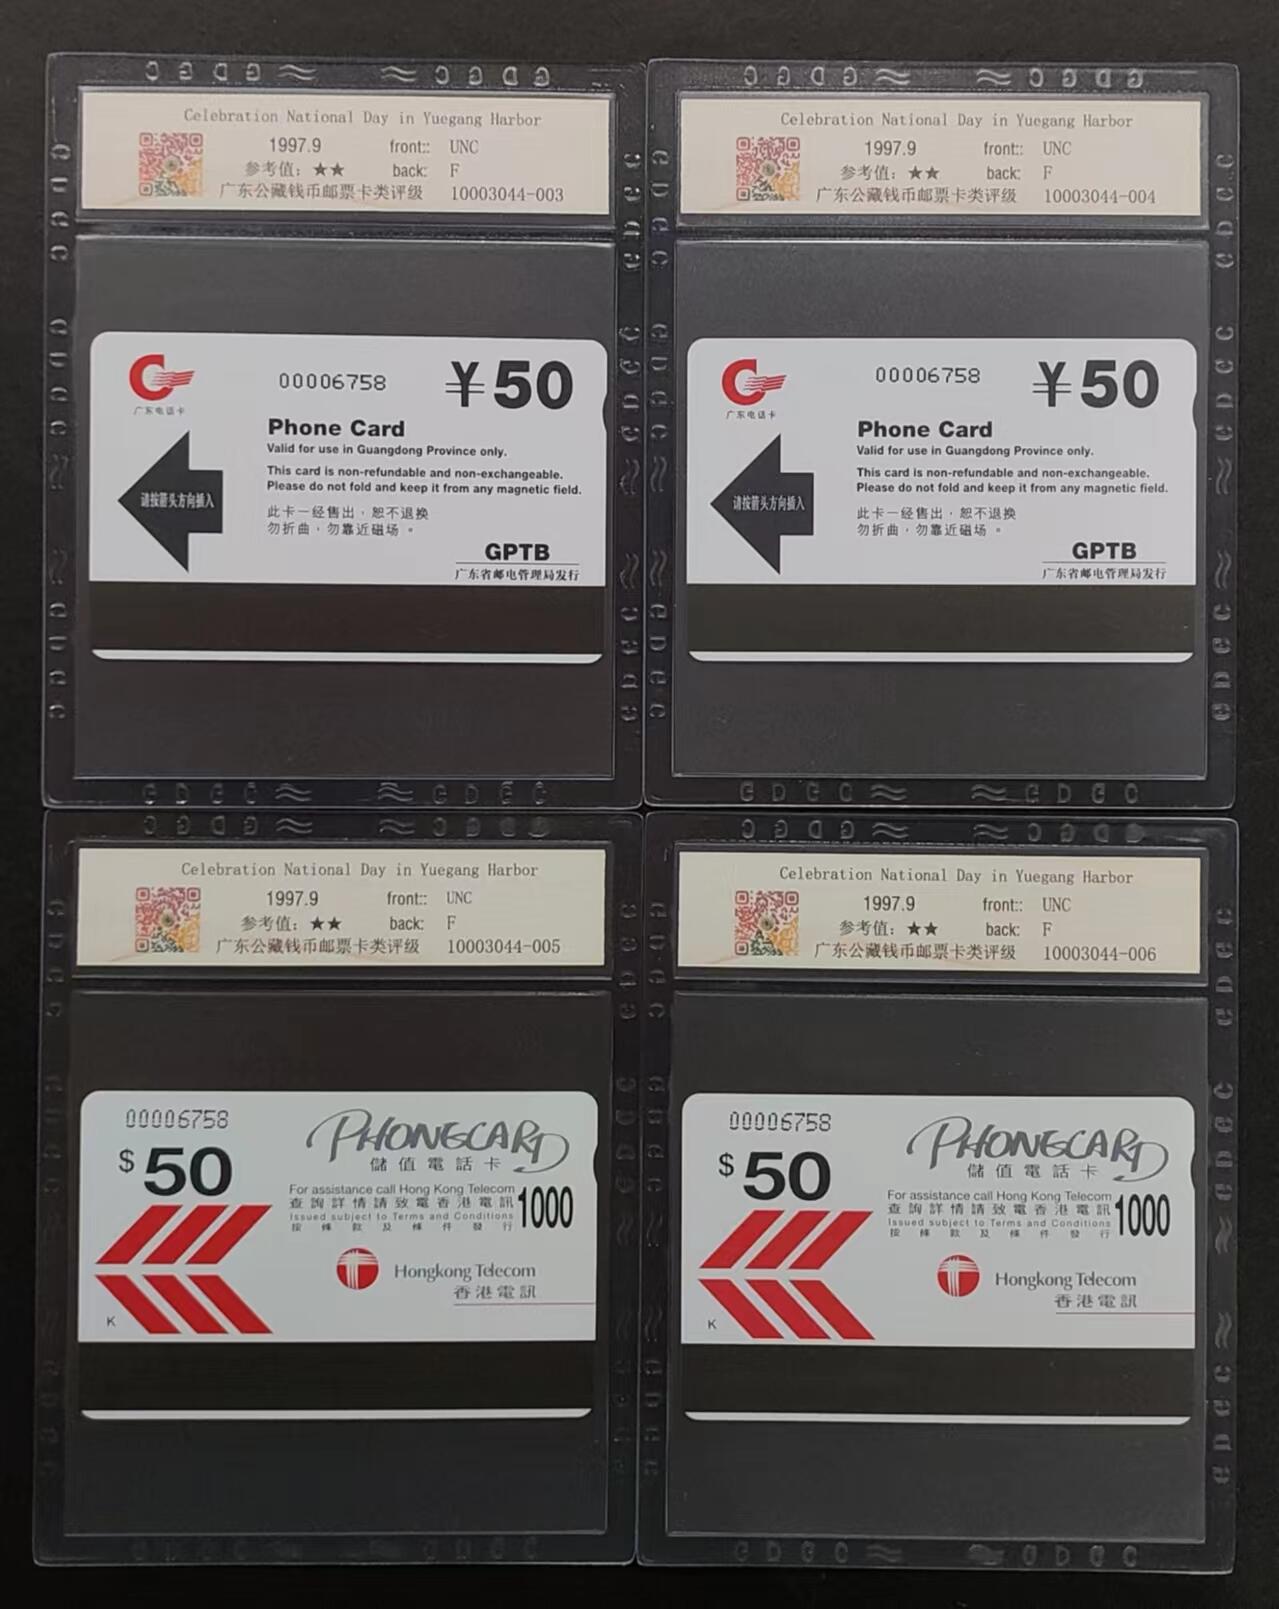 Celebration National Day in Yuegang Harbor
1997.9 front:: UNC
参考值：★★ back: F
广东公藏钱币邮票卡类评级 10003044-003
广东电话卡
00006758
¥50
Phone Card
Valid for use in Guangdong Province only.
This card is non-refundable and non-exchangeable.
Please do not fold and keep it from any magnetic field.
请按箭头方向插入
此卡一经售出，恕不退换
勿折曲，勿靠近磁场。
GPTB
广东省邮电管理局发行
Celebration National Day in Yuegang Harbor
1997.9 front:: UNC
参考值：★★ back: F
广东公藏钱币邮票卡类评级 10003044-004
广东电话卡
00006758
¥50
Phone Card
Valid for use in Guangdong Province only.
This card is non-refundable and non-exchangeable.
Please do not fold and keep it from any magnetic field.
请按箭头方向插入
此卡一经售出，恕不退换
勿折曲，勿靠近磁场。
GPTB
广东省邮电管理局发行
Celebration National Day in Yuegang Harbor
1997.9 front:: UNC
参考值：★★ back: F
广东公藏钱币邮票卡类评级 10003044-005
00006758
$50
PHONECARD
儲值電話卡
For assistance call Hong Kong Telecom
查詢詳情請致電香港電訊 1000
Issued subject to Terms and Conditions
按條款及條件發行
Hongkong Telecom
香港電訊
K
Celebration National Day in Yuegang Harbor
1997.9 front:: UNC
参考值：★★ back: F
广东公藏钱币邮票卡类评级 10003044-006
00006758
$50
PHONECARD
儲值電話卡
For assistance call Hong Kong Telecom
查詢詳情請致電香港電訊 1000
Issued subject to Terms and Conditions
按條款及條件發行
Hongkong Telecom
香港電訊
K